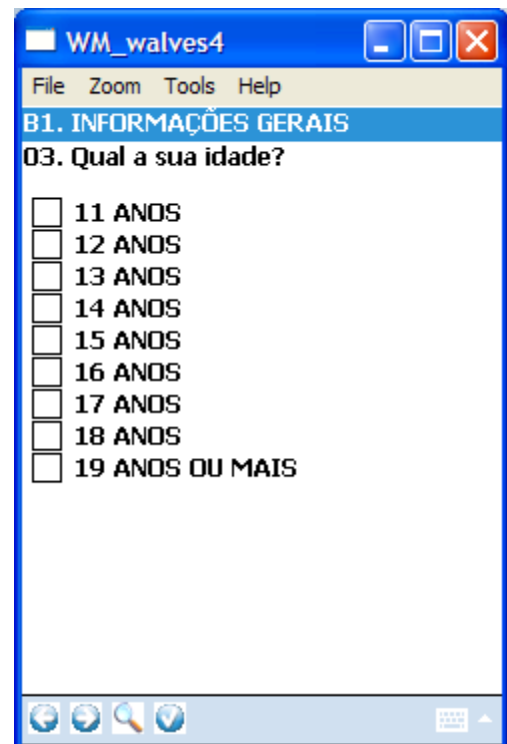 WM_walves4
File Zoom Tools Help
B1. INFORMAÇÕES GERAIS
03. Qual a sua idade?
11 ANOS
12 ANOS
13 ANOS
14 ANOS
15 ANOS
16 ANOS
17 ANOS
18 ANOS
19 ANOS OU MAIS